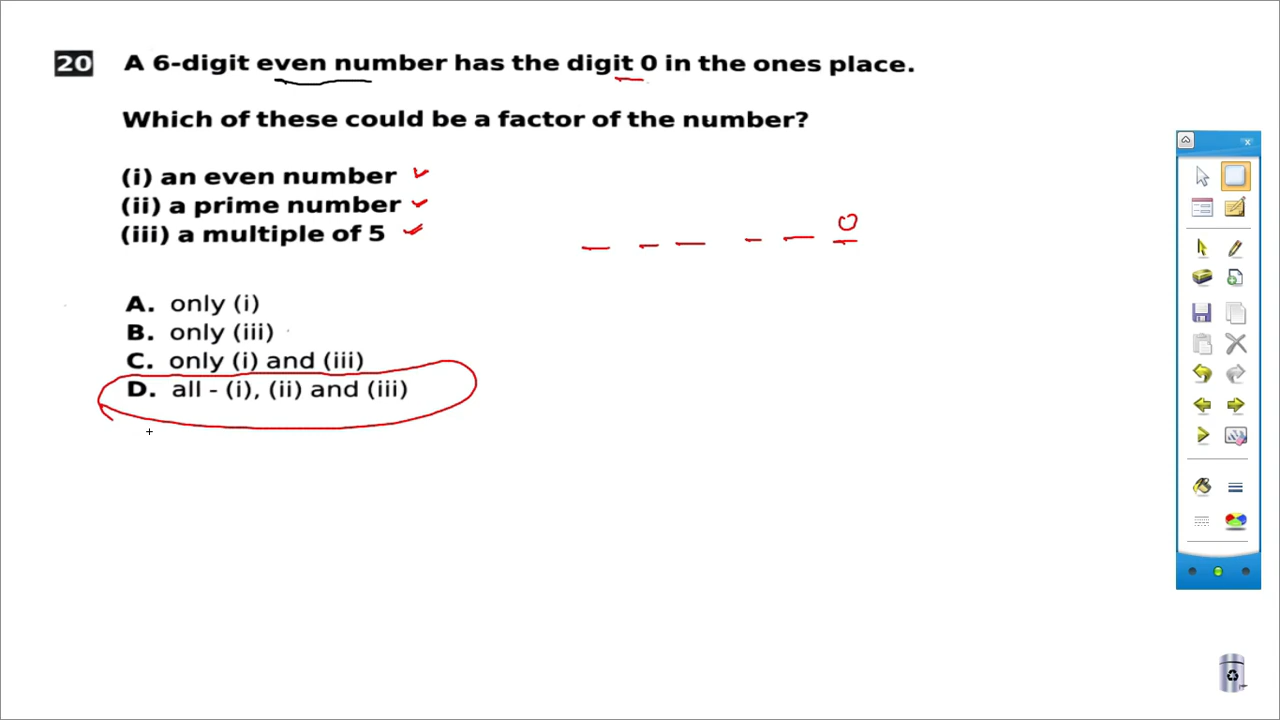 20 A 6-digit even number has the digit 0 in the ones place.
Which of these could be a factor of the number?
(i) an even number
(ii) a prime number
(iii) a multiple of 5
0
A. only (i)
B. only (iii)
C. only (i) and (iii)
D. all - (i), (ii) and (iii)